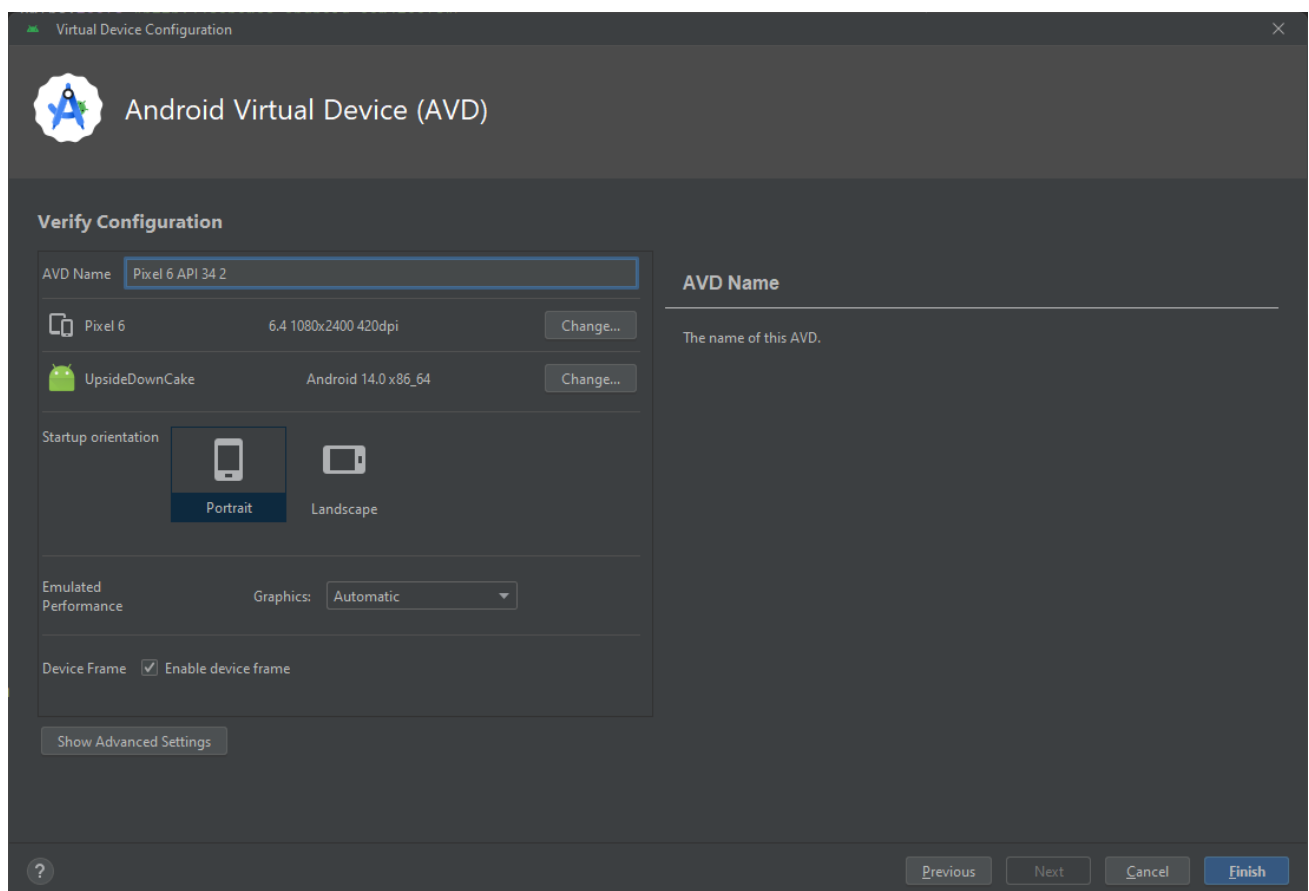 Virtual Device Configuration
Android Virtual Device (AVD)
Verify Configuration
AVD Name Pixel 6 API 34 2
Pixel 6 6.4 1080x2400 420dpi Change...
UpsideDownCake Android 14.0 x86_64 Change...
Startup orientation
Portrait Landscape
Emulated
Performance
Graphics: Automatic
Device Frame Enable device frame
Show Advanced Settings
AVD Name
The name of this AVD.
? Previous Next Cancel Finish